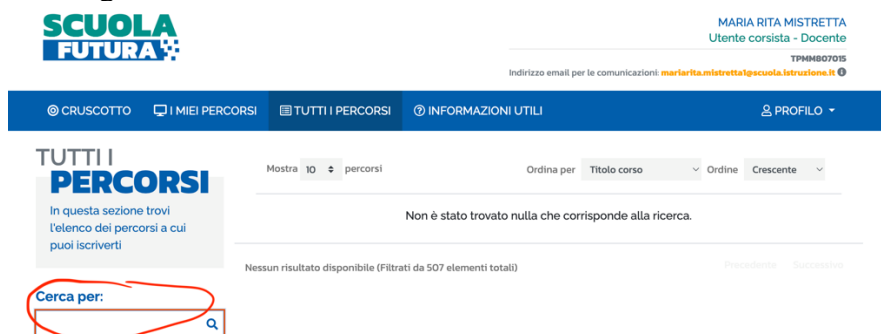 SCUOLA
FUTURA
MARIA RITA MISTRETTA
Utente corsista - Docente
TPMM807015
Indirizzo email per le comunicazioni: mariarita.mistretta1@scuola.istruzione.it
CRUSCOTTO I MIEI PERCORSI TUTTI I PERCORSI INFORMAZIONI UTILI PROFILO
TUTTI I
PERCORSI
In questa sezione trovi
l'elenco dei percorsi a cui
puoi iscriverti
Mostra 10 percorsi Ordina per Titolo corso Ordine Crescente
Non è stato trovato nulla che corrisponde alla ricerca.
Nessun risultato disponibile (Filtrati da 507 elementi totali) Precedente Successivo
Cerca per: